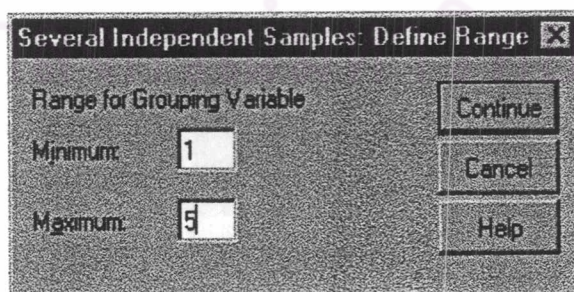 Several Independent Samples: Define Range
Range for Grouping Variable
Minimum: 1
Maximum: 5
Continue
Cancel
Help